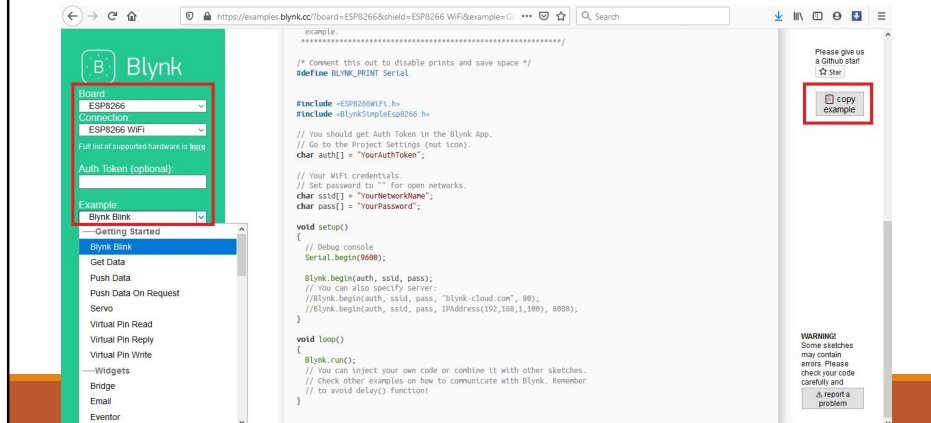 https://examples.blynk.cc/?board=ESP8266&shield=ESP8266 WiFi&example=G
Search
B
Blynk
Board:
ESP8266
Connection:
ESP8266 WiFi
Full list of supported hardware is here
Auth Token (optional):
Example:
Blynk Blink
----Getting Started
Blynk Blink
Get Data
Push Data
Push Data On Request
Servo
Virtual Pin Read
Virtual Pin Reply
Virtual Pin Write
----Widgets
Bridge
Email
Eventor
example.
*************************************************************/
/* Comment this out to disable prints and save space */
#define BLYNK_PRINT Serial
#include <ESP8266WiFi.h>
#include <BlynkSimpleEsp8266.h>
// You should get Auth Token in the Blynk App.
// Go to the Project Settings (nut icon).
char auth[] = "YourAuthToken";
// Your WiFi credentials.
// Set password to "" for open networks.
char ssid[] = "YourNetworkName";
char pass[] = "YourPassword";
void setup()
{
// Debug console
Serial.begin(9600);
Blynk.begin(auth, ssid, pass);
// You can also specify server:
//Blynk.begin(auth, ssid, pass, "blynk-cloud.com", 80);
//Blynk.begin(auth, ssid, pass, IPAddress(192,168,1,100), 8080);
}
void loop()
{
Blynk.run();
// You can inject your own code or combine it with other sketches.
// Check other examples on how to communicate with Blynk. Remember
// to avoid delay() function!
}
Please give us
a Github star!
Star
copy
example
WARNING!
Some sketches
may contain
errors. Please
check your code
carefully and
report a
problem